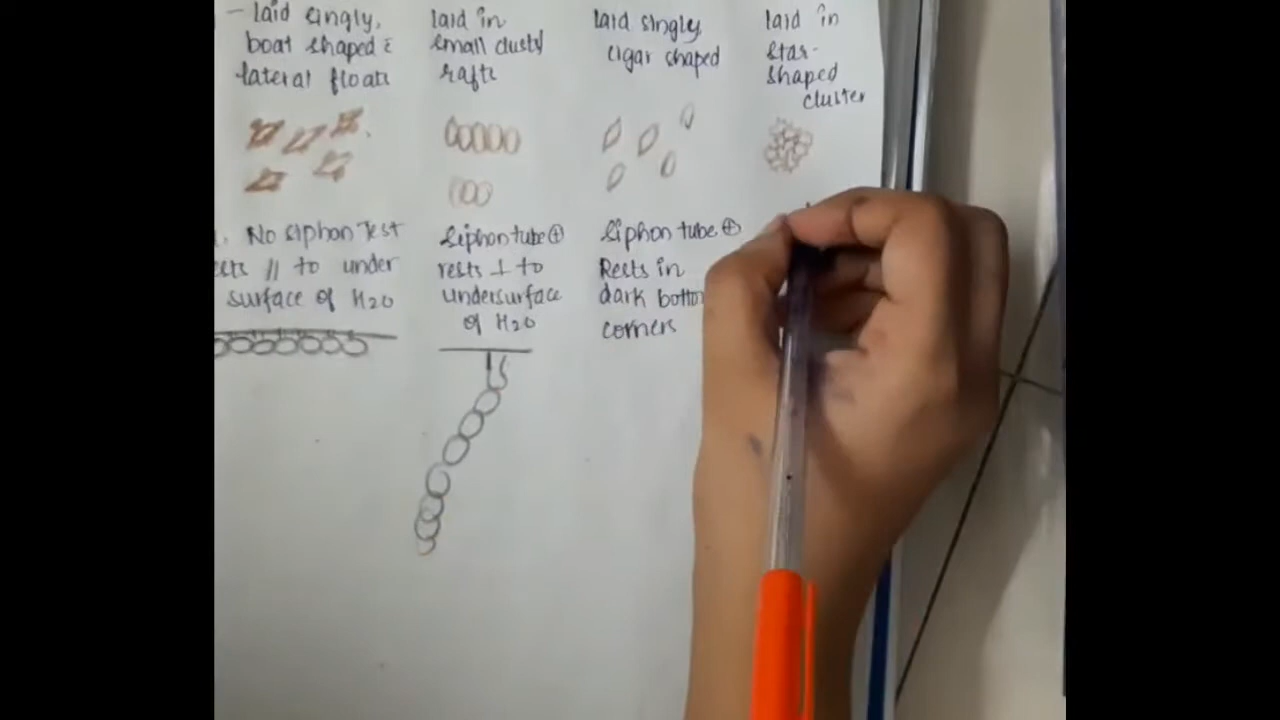 - laid singly,
boat shaped c̄
lateral floats
laid in
small clusty
rafts
laid singly,
cigar shaped
laid in
star-
shaped
cluster
No siphon Test
rests // to under
surface of H2O
Siphon tube ⊕
rests ⊥ to
undersurface
of H2O
Siphon tube ⊕
Rests in
dark bottom
corners